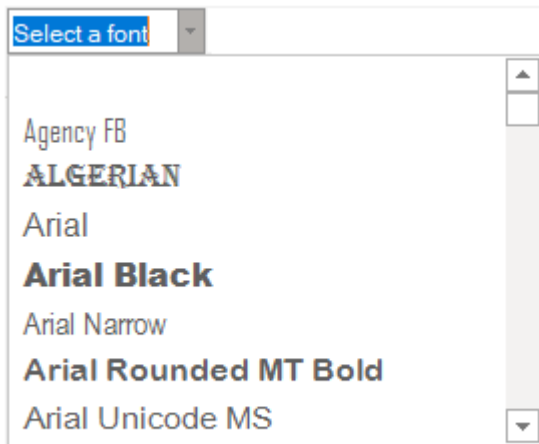 Select a font
Agency FB
ALGERIAN
Arial
Arial Black
Arial Narrow
Arial Rounded MT Bold
Arial Unicode MS